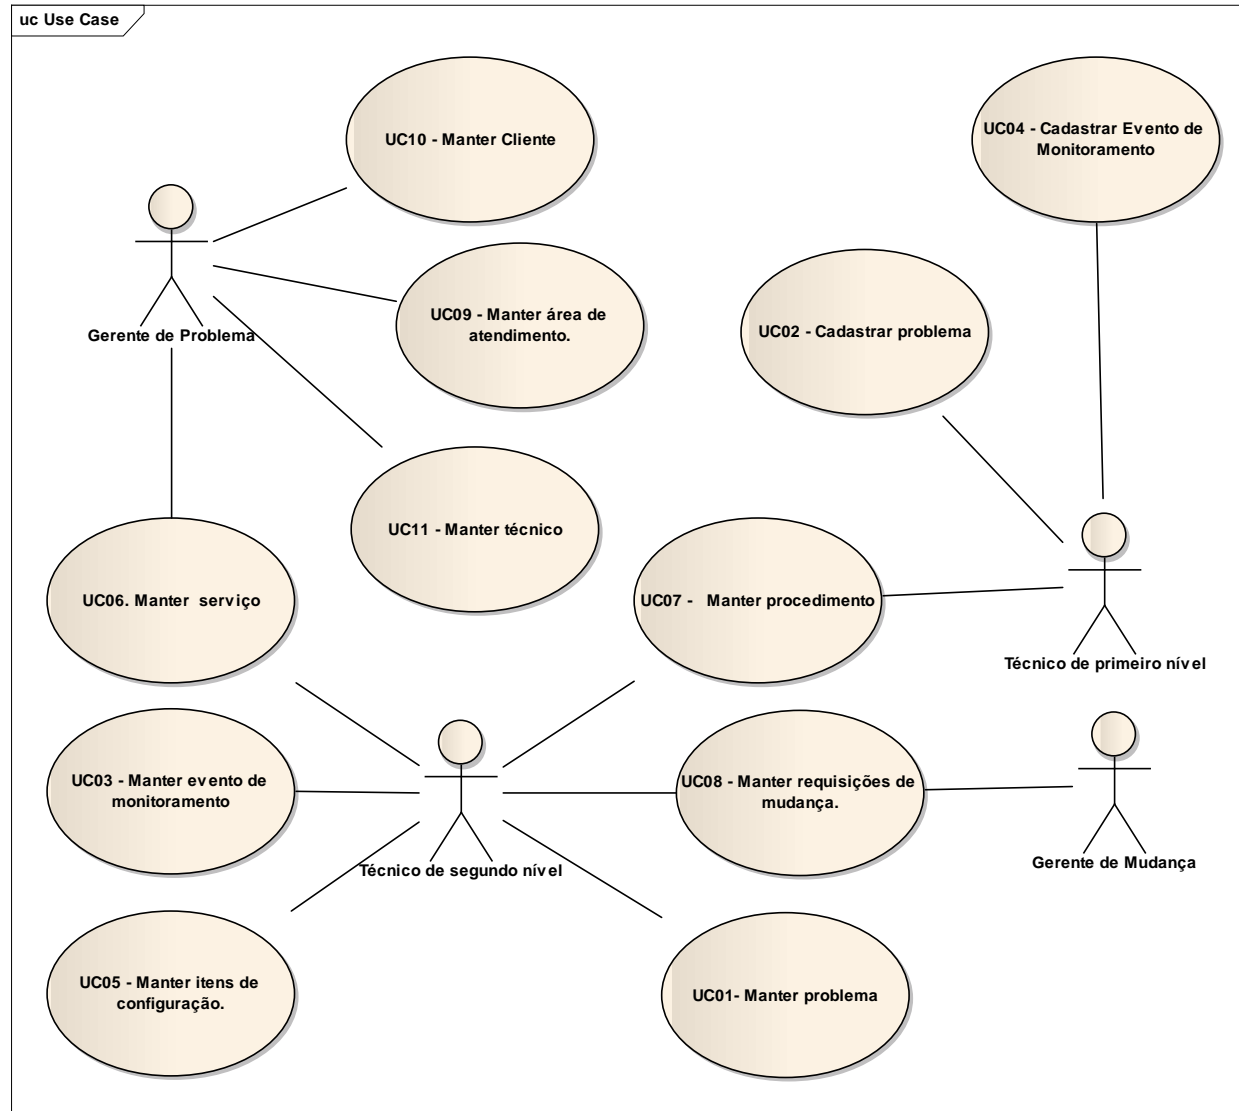 uc Use Case
UC10 - Manter Cliente
UC04 - Cadastrar Evento de
Monitoramento
Gerente de Problema
UC09 - Manter área de
atendimento.
UC02 - Cadastrar problema
UC11 - Manter técnico
UC06. Manter  serviço
UC07 -   Manter procedimento
Técnico de primeiro nível
UC03 - Manter evento de
monitoramento
Técnico de segundo nível
UC08 - Manter requisições de
mudança.
Gerente de Mudança
UC05 - Manter itens de
configuração.
UC01- Manter problema